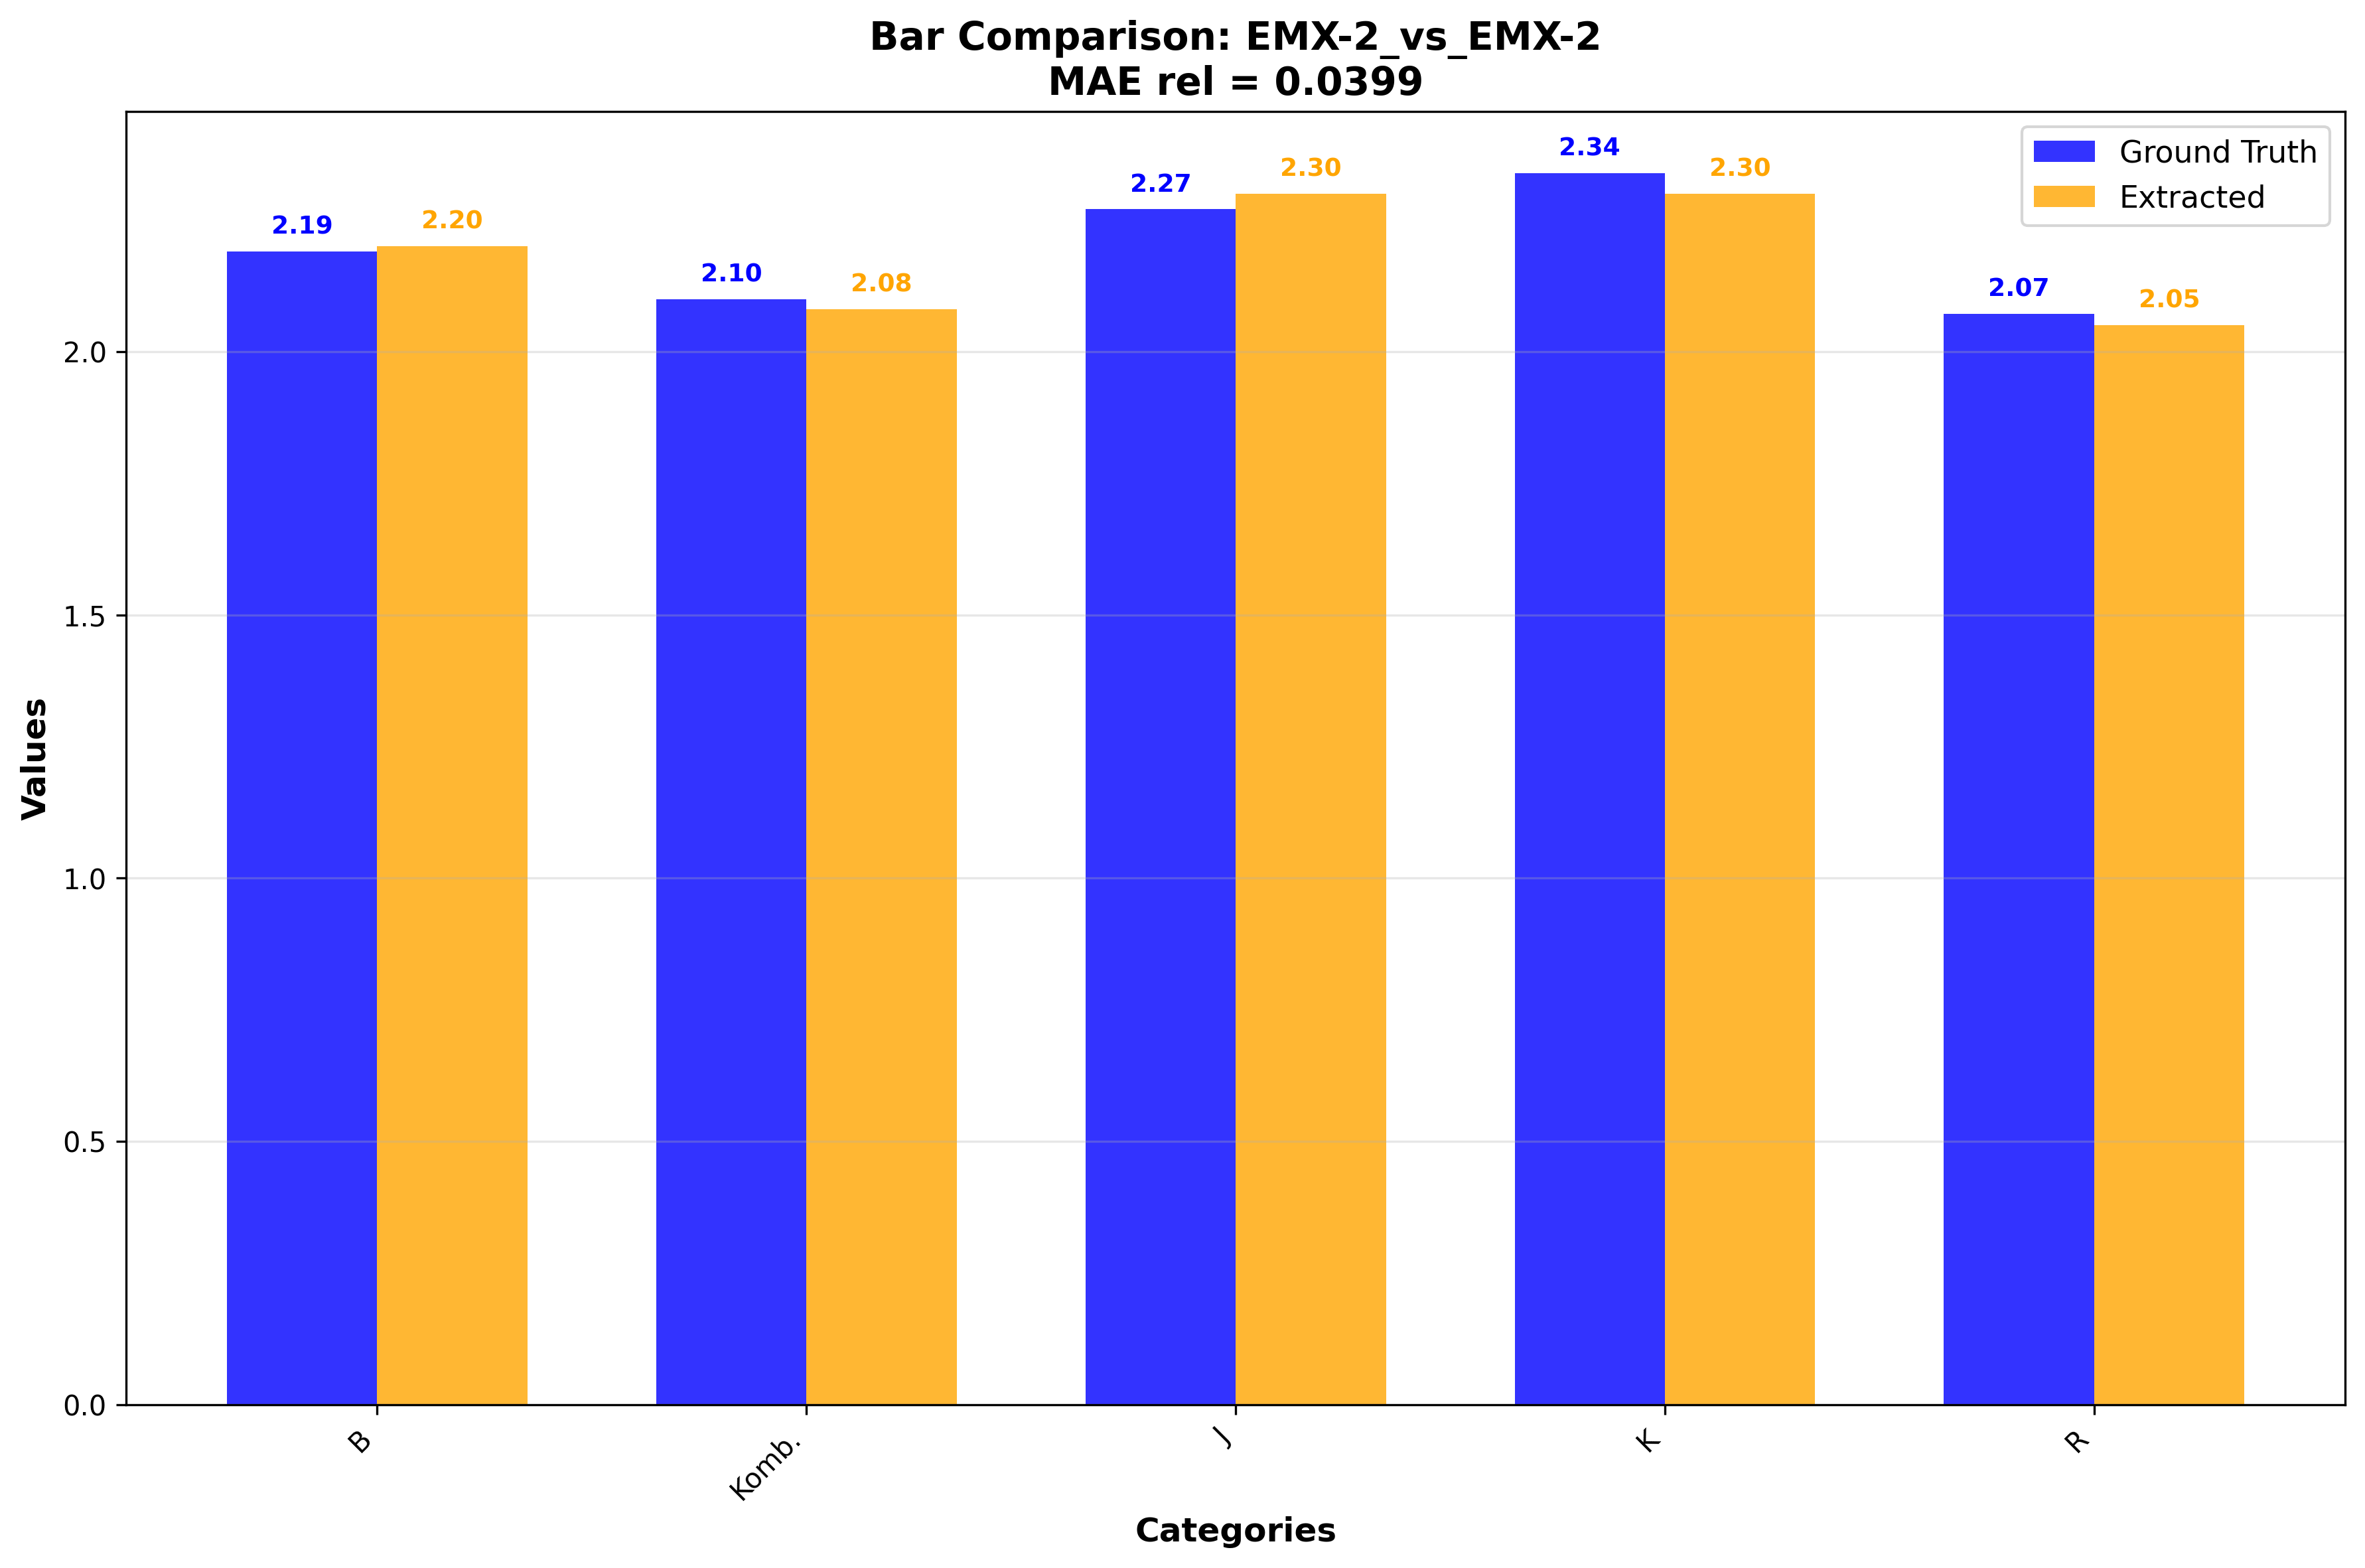 Bar Comparison: EMX-2_vs_EMX-2
MAE rel = 0.0399
Ground Truth
Extracted
2.19
2.20
2.10
2.08
2.27
2.30
2.34
2.30
2.07
2.05
Values
2.0
1.5
1.0
0.5
0.0
B
Komb.
J
K
R
Categories